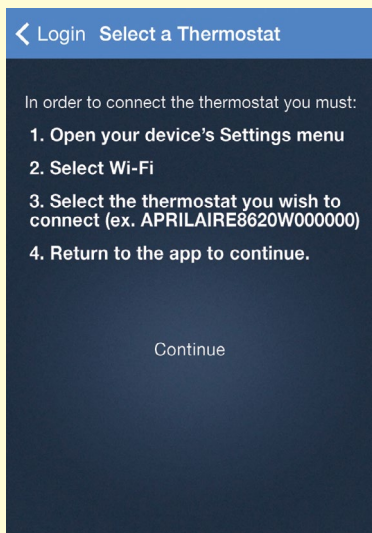 Login Select a Thermostat
In order to connect the thermostat you must:
1. Open your device's Settings menu
2. Select Wi-Fi
3. Select the thermostat you wish to
connect (ex. APRILAIRE8620W000000)
4. Return to the app to continue.
Continue